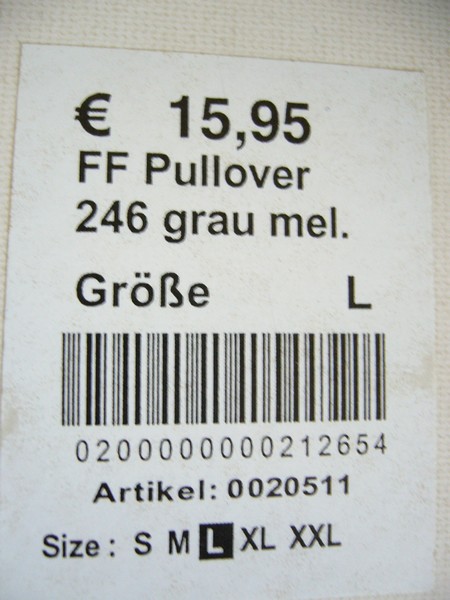 € 15,95
FF Pullover
246 grau mel.
Größe L
0200000000212654
Artikel: 0020511
Size: S M L XL XXL